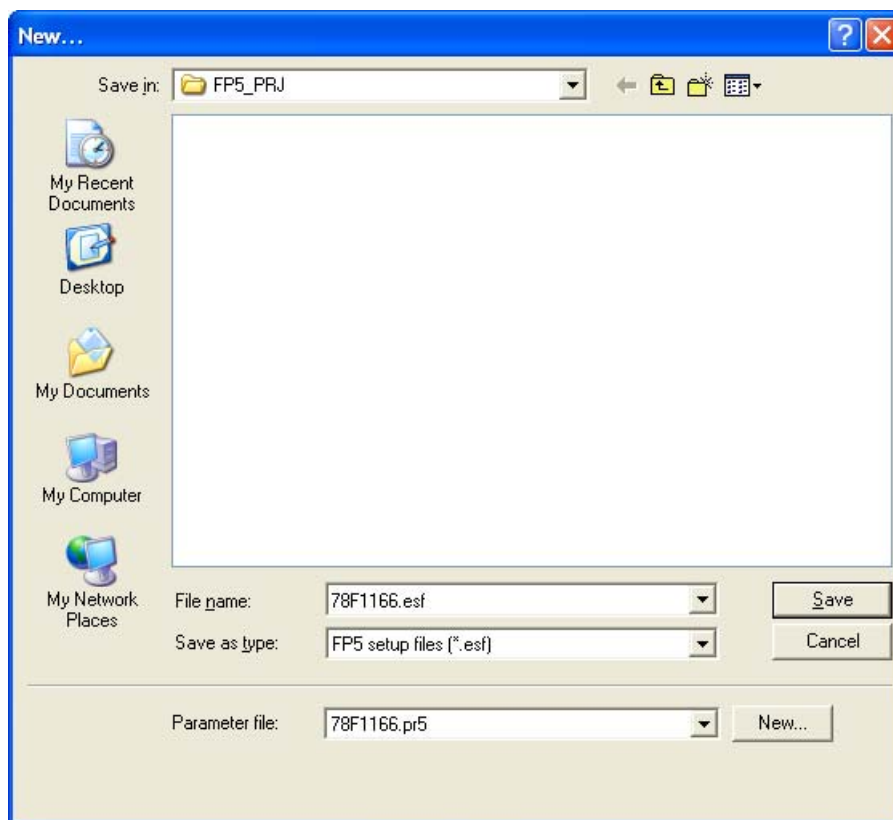 New...
Save in: FP5_PRJ
My Recent
Documents
Desktop
My Documents
My Computer
My Network
Places
File name: 78F1166.esf Save
Save as type: FP5 setup files (*.esf) Cancel
Parameter file: 78F1166.pr5 New...